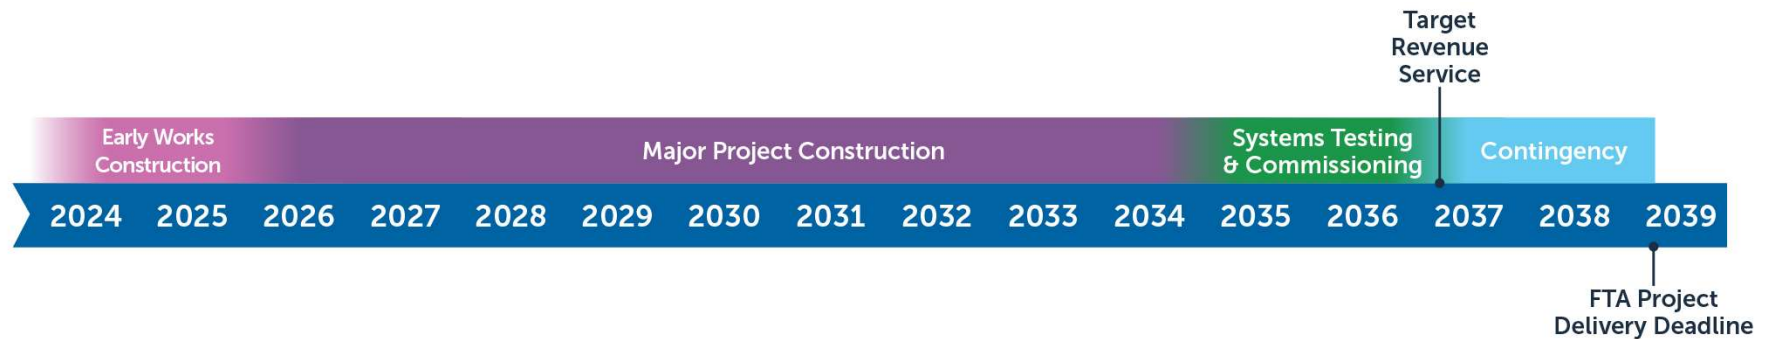 Target
Revenue
Service
Early Works
Construction
Major Project Construction
Systems Testing
& Commissioning
Contingency
2024 2025 2026 2027 2028 2029 2030 2031 2032 2033 2034 2035 2036 2037 2038 2039
FTA Project
Delivery Deadline